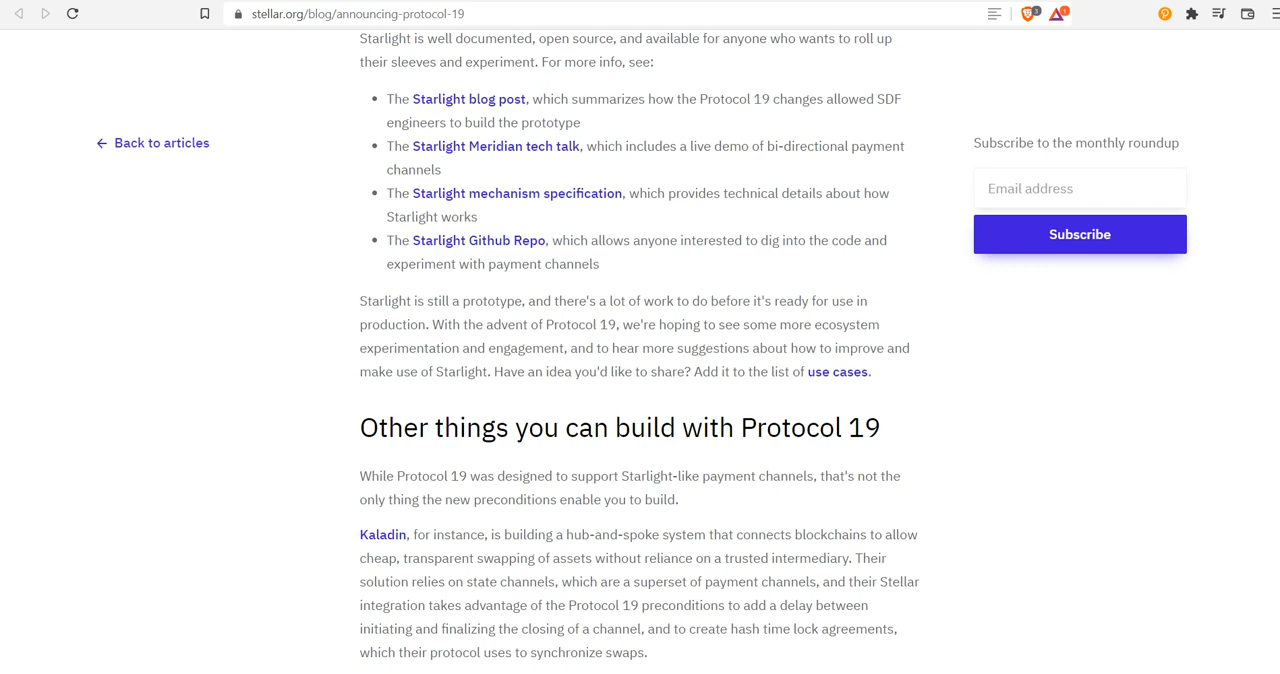 stellar.org/blog/announcing-protocol-19
3
1
Starlight is well documented, open source, and available for anyone who wants to roll up
their sleeves and experiment. For more info, see:
• The Starlight blog post, which summarizes how the Protocol 19 changes allowed SDF
engineers to build the prototype
← Back to articles
• The Starlight Meridian tech talk, which includes a live demo of bi-directional payment
channels
• The Starlight mechanism specification, which provides technical details about how
Starlight works
• The Starlight Github Repo, which allows anyone interested to dig into the code and
experiment with payment channels
Subscribe to the monthly roundup
Email address
Subscribe
Starlight is still a prototype, and there's a lot of work to do before it's ready for use in
production. With the advent of Protocol 19, we're hoping to see some more ecosystem
experimentation and engagement, and to hear more suggestions about how to improve and
make use of Starlight. Have an idea you'd like to share? Add it to the list of use cases.
Other things you can build with Protocol 19
While Protocol 19 was designed to support Starlight-like payment channels, that's not the
only thing the new preconditions enable you to build.
Kaladin, for instance, is building a hub-and-spoke system that connects blockchains to allow
cheap, transparent swapping of assets without reliance on a trusted intermediary. Their
solution relies on state channels, which are a superset of payment channels, and their Stellar
integration takes advantage of the Protocol 19 preconditions to add a delay between
initiating and finalizing the closing of a channel, and to create hash time lock agreements,
which their protocol uses to synchronize swaps.